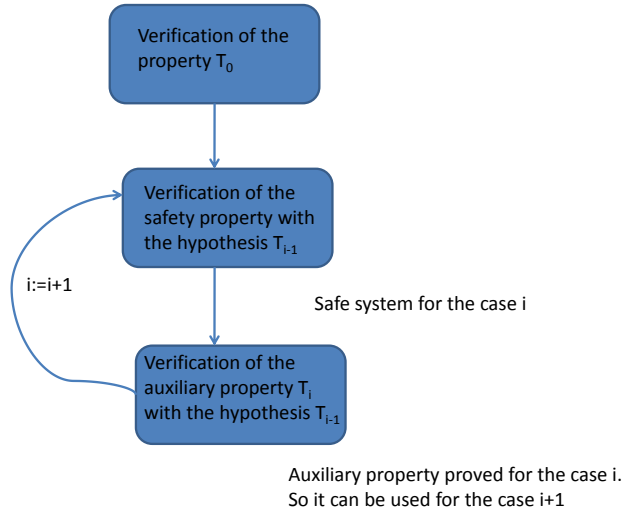 Verification of the
property T₀
Verification of the
safety property with
the hypothesis Tᵢ₋₁
i:=i+1
Safe system for the case i
Verification of the
auxiliary property Tᵢ
with the hypothesis Tᵢ₋₁
Auxiliary property proved for the case i.
So it can be used for the case i+1